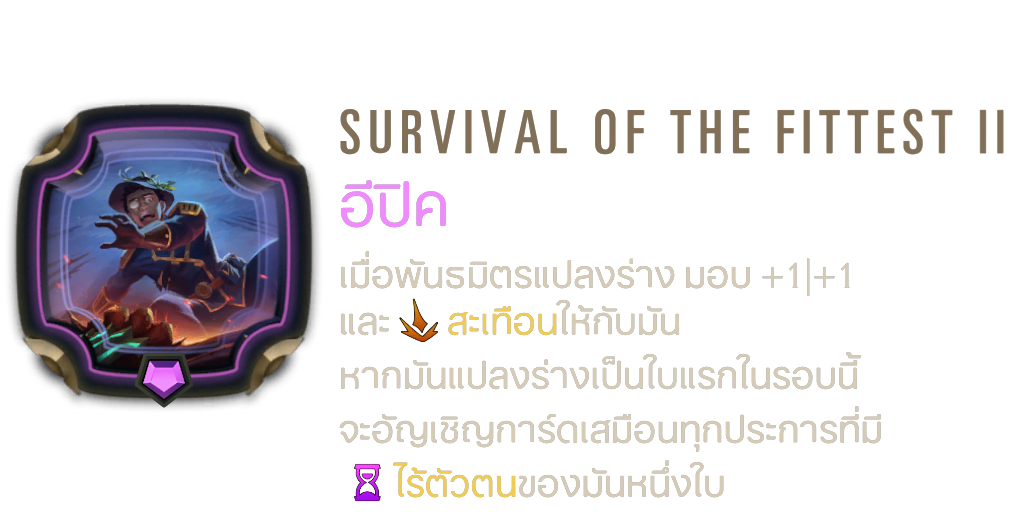 SURVIVAL OF THE FITTEST II
อีปิค
เมื่อพันธมิตรแปลงร่าง มอบ +1|+1
และ สะเทือนให้กับมัน
หากมันแปลงร่างเป็นใบแรกในรอบนี้
จะอัญเชิญการ์ดเสมือนทุกประการที่มี
ไร้ตัวตนของมันหนึ่งใบ